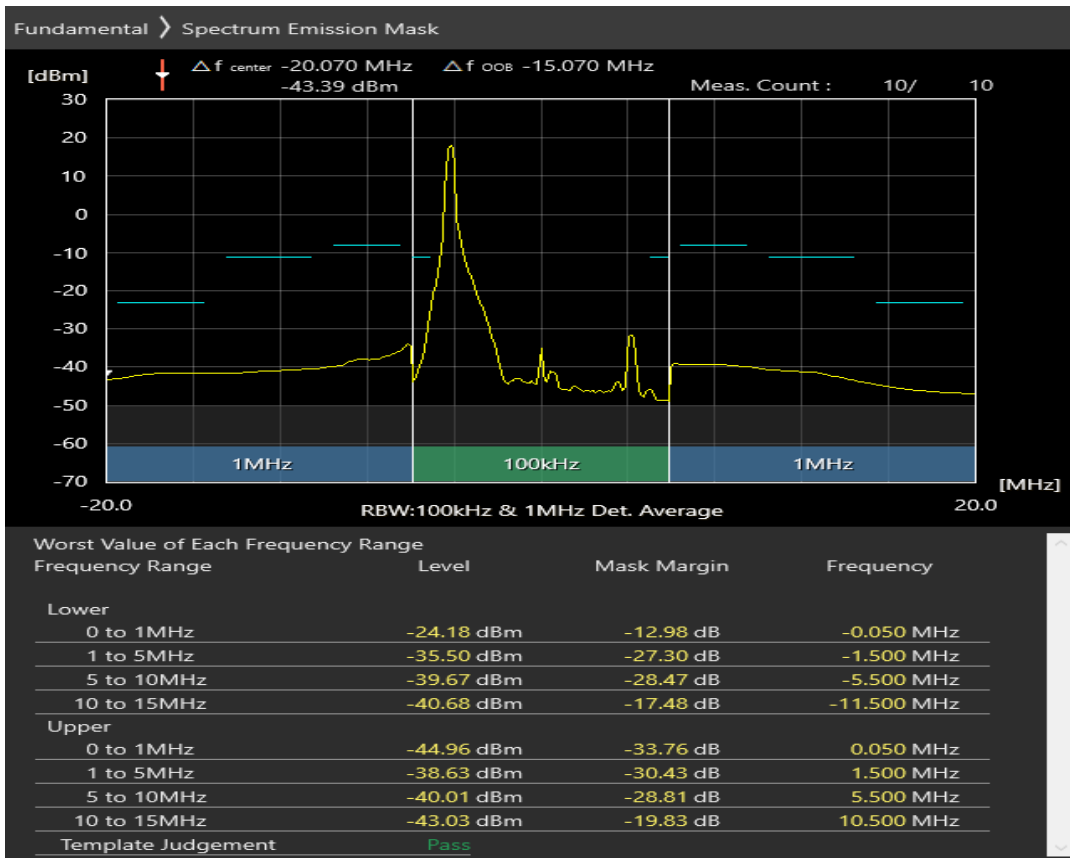 Fundamental ❯ Spectrum Emission Mask
[dBm] △f center -20.070 MHz △f OOB -15.070 MHz
-43.39 dBm Meas. Count : 10/ 10
30
20
10
0
-10
-20
-30
-40
-50
-60
1MHz 100kHz 1MHz
-70 [MHz]
-20.0 RBW:100kHz & 1MHz Det. Average 20.0
Worst Value of Each Frequency Range
Frequency Range Level Mask Margin Frequency
Lower
0 to 1MHz -24.18 dBm -12.98 dB -0.050 MHz
1 to 5MHz -35.50 dBm -27.30 dB -1.500 MHz
5 to 10MHz -39.67 dBm -28.47 dB -5.500 MHz
10 to 15MHz -40.68 dBm -17.48 dB -11.500 MHz
Upper
0 to 1MHz -44.96 dBm -33.76 dB 0.050 MHz
1 to 5MHz -38.63 dBm -30.43 dB 1.500 MHz
5 to 10MHz -40.01 dBm -28.81 dB 5.500 MHz
10 to 15MHz -43.03 dBm -19.83 dB 10.500 MHz
Template Judgement Pass